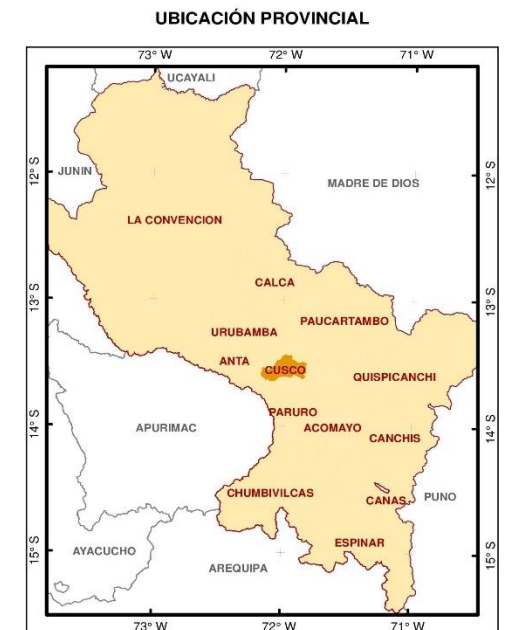 UBICACIÓN PROVINCIAL
73° W 72° W 71° W
UCAYALI
JUNIN
12° S
12° S
MADRE DE DIOS
LA CONVENCION
CALCA
13° S
13° S
PAUCARTAMBO
URUBAMBA
ANTA
CUSCO
QUISPICANCHI
PARURO
APURIMAC
ACOMAYO
14° S
14° S
CANCHIS
CHUMBIVILCAS
CANAS
PUNO
ESPINAR
AYACUCHO
15° S
15° S
AREQUIPA
73° W 72° W 71° W